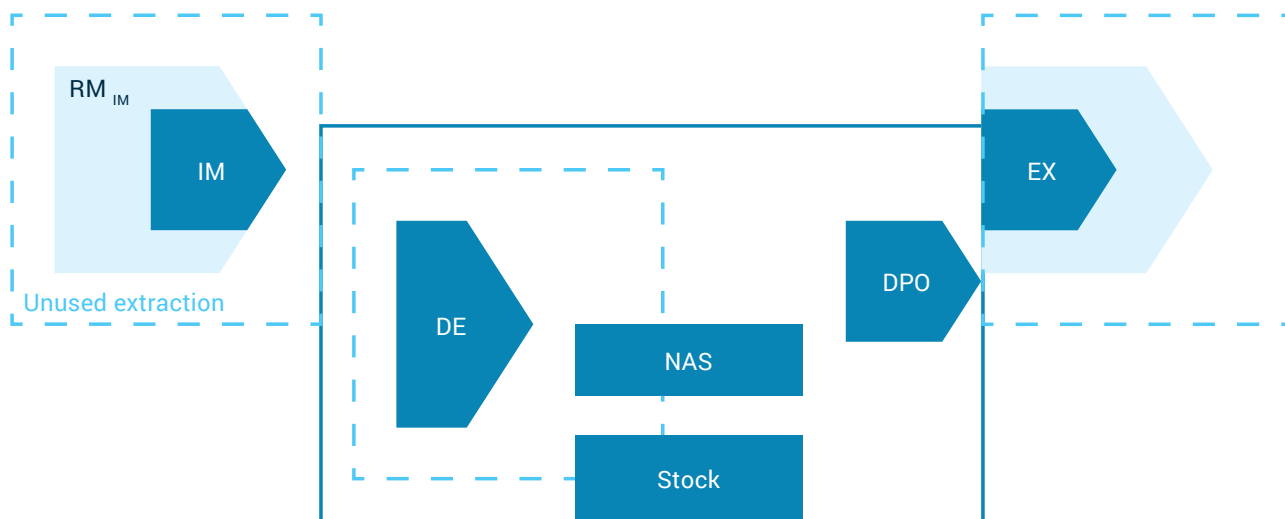 RM IM
IM
EX
DPO
Unused extraction
DE
NAS
Stock